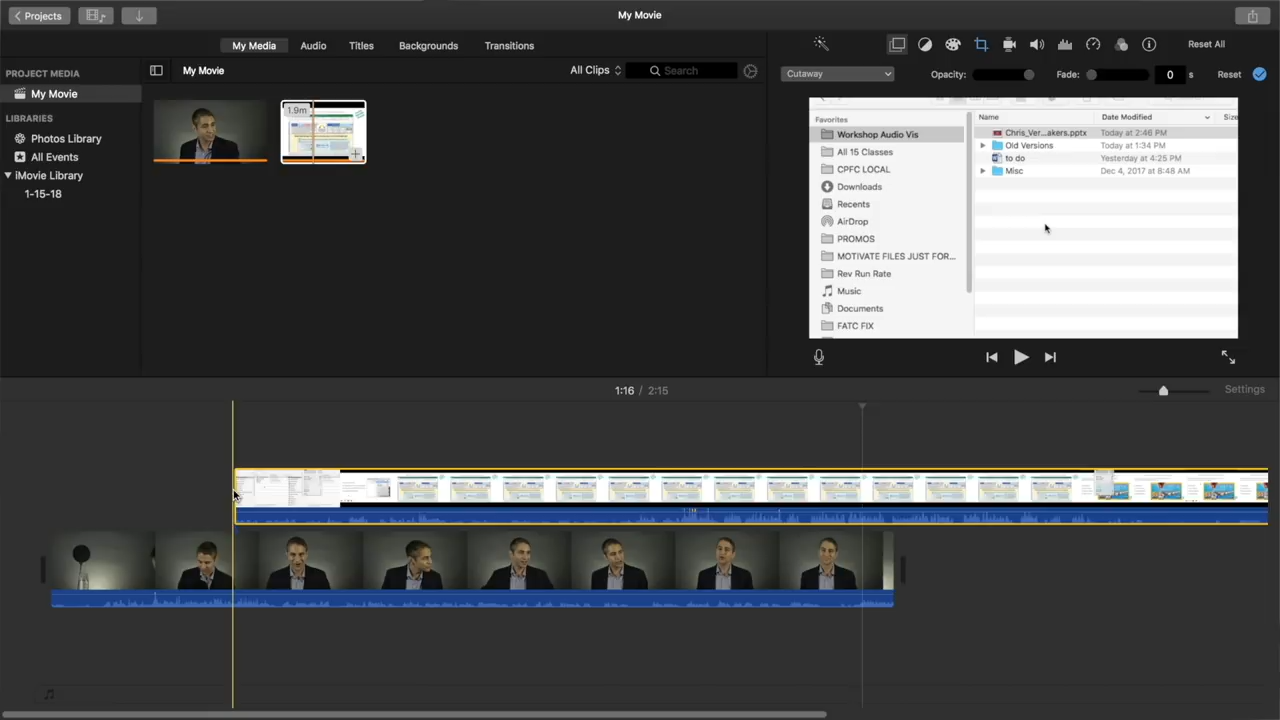 Projects
My Movie
My Media
Audio
Titles
Backgrounds
Transitions
Reset All
PROJECT MEDIA
My Movie
LIBRARIES
Photos Library
All Events
iMovie Library
1-15-18
My Movie
All Clips
Search
1.9m
Cutaway
Opacity:
Fade:
0 s
Reset
Favorites
Workshop Audio Vis
All 15 Classes
CPFC LOCAL
Downloads
Recents
AirDrop
PROMOS
MOTIVATE FILES JUST FOR...
Rev Run Rate
Music
Documents
FATC FIX
Name Date Modified Size
Chris_Ver...akers.pptx Today at 2:46 PM
Old Versions Today at 1:34 PM
to do Yesterday at 4:25 PM
Misc Dec 4, 2017 at 8:48 AM
1:16 / 2:15
Settings